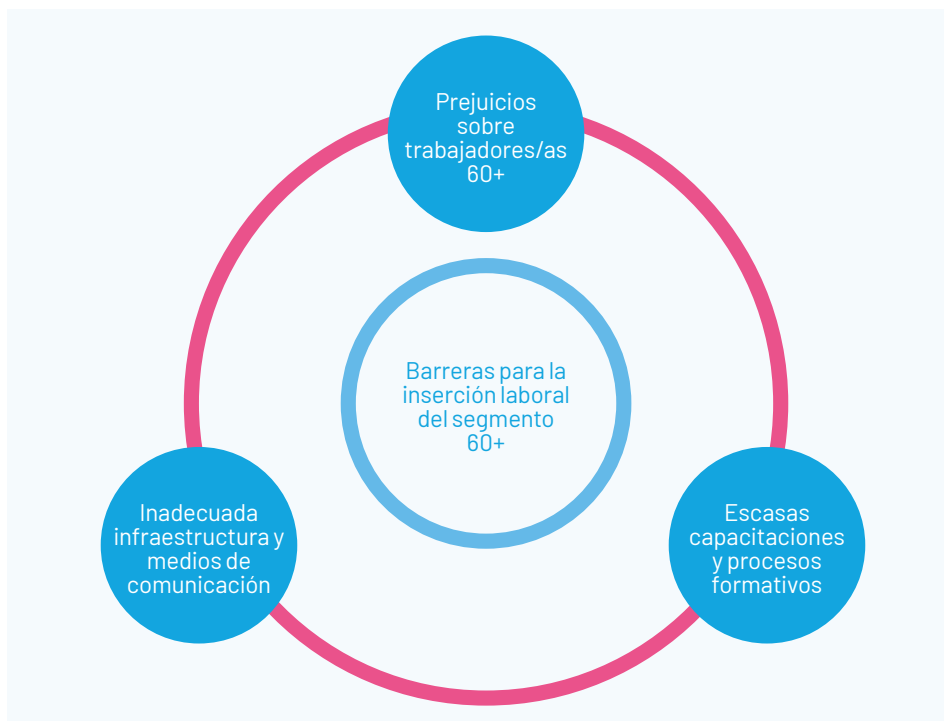 Prejuicios
sobre
trabajadores/as
60+
Barreras para la
inserción laboral
del segmento
60+
Inadecuada
infraestructura y
medios de
comunicación
Escasas
capacitaciones
y procesos
formativos